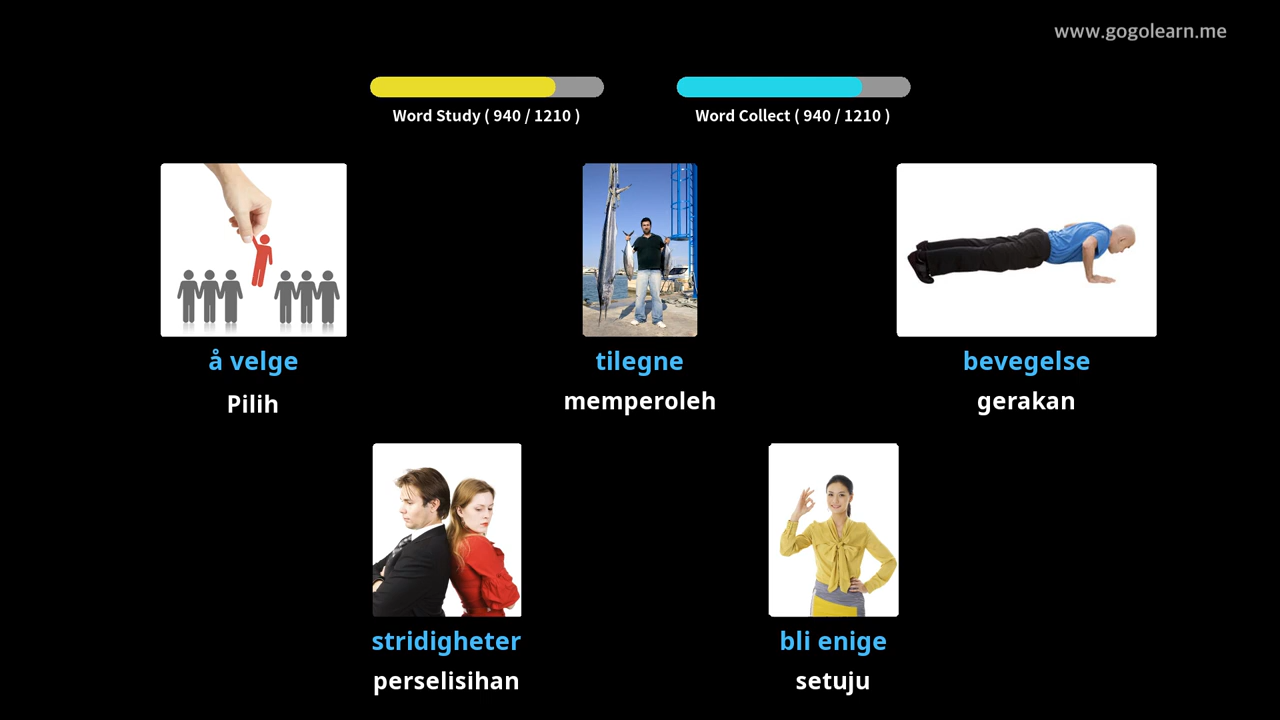 www.gogolearn.me
Word Study ( 940 / 1210 )
Word Collect ( 940 / 1210 )
å velge
Pilih
tilegne
memperoleh
bevegelse
gerakan
stridigheter
perselisihan
bli enige
setuju